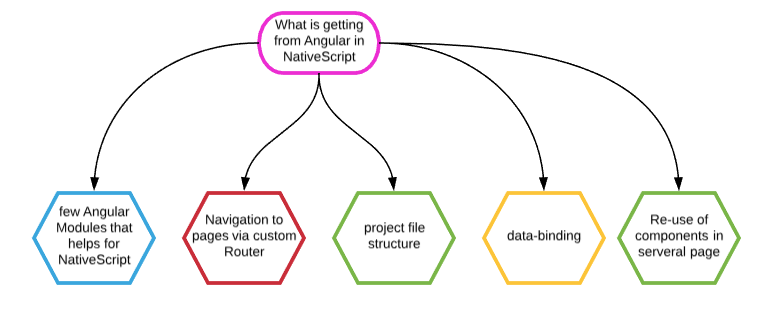 What is getting
from Angular in
NativeScript
few Angular
Modules that
helps for
NativeScript
Navigation to
pages via custom
Router
project file
structure
data-binding
Re-use of
components in
serveral page